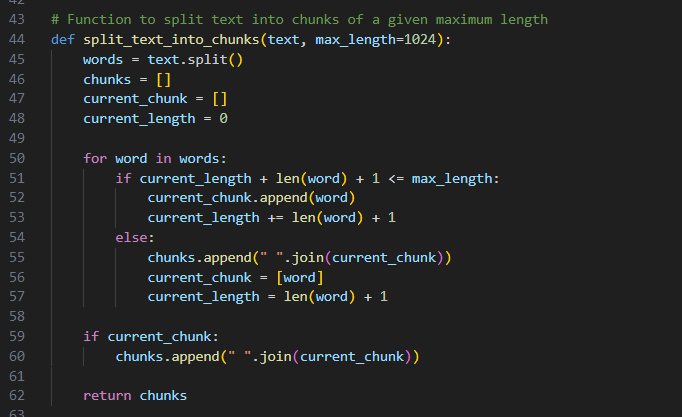 42
43 # Function to split text into chunks of a given maximum length
44 def split_text_into_chunks(text, max_length=1024):
45     words = text.split()
46     chunks = []
47     current_chunk = []
48     current_length = 0
49
50     for word in words:
51         if current_length + len(word) + 1 <= max_length:
52             current_chunk.append(word)
53             current_length += len(word) + 1
54         else:
55             chunks.append(" ".join(current_chunk))
56             current_chunk = [word]
57             current_length = len(word) + 1
58
59     if current_chunk:
60         chunks.append(" ".join(current_chunk))
61
62     return chunks
63